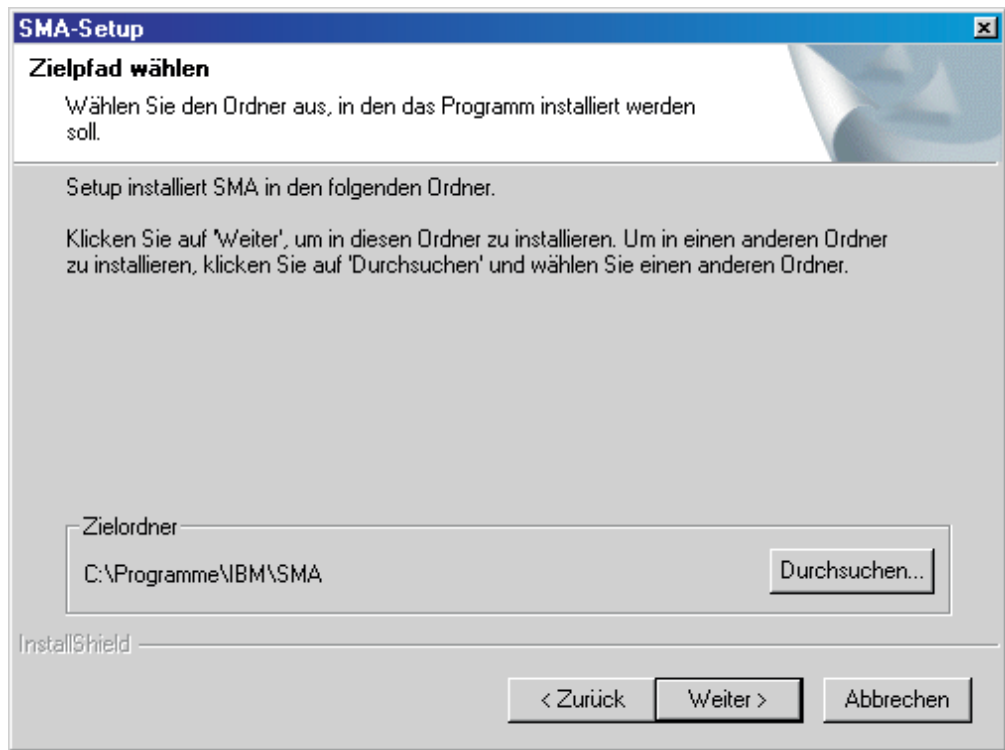 SMA-Setup
Zielpfad wählen
Wählen Sie den Ordner aus, in den das Programm installiert werden
soll.
Setup installiert SMA in den folgenden Ordner.
Klicken Sie auf 'Weiter', um in diesen Ordner zu installieren. Um in einen anderen Ordner
zu installieren, klicken Sie auf 'Durchsuchen' und wählen Sie einen anderen Ordner.
Zielordner
C:\Programme\IBM\SMA
Durchsuchen...
InstallShield
< Zurück
Weiter >
Abbrechen